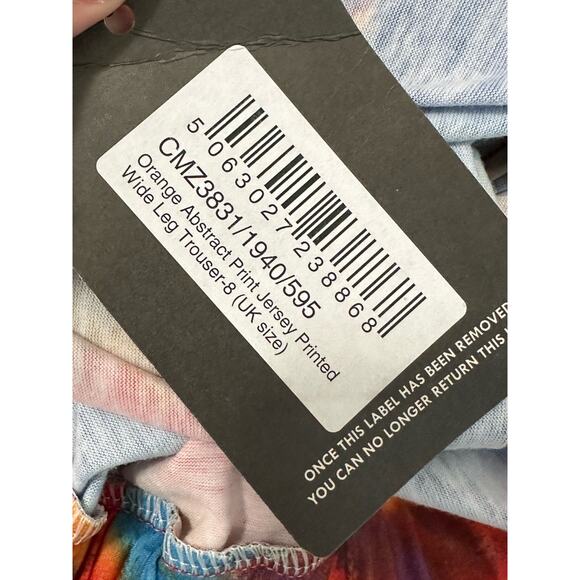 5 063027 238868
CMZ3831/1940/595
Orange Abstract Print Jersey Printed
Wide Leg Trouser-8 (UK size)
ONCE THIS LABEL HAS BEEN REMOVED
YOU CAN NO LONGER RETURN THIS